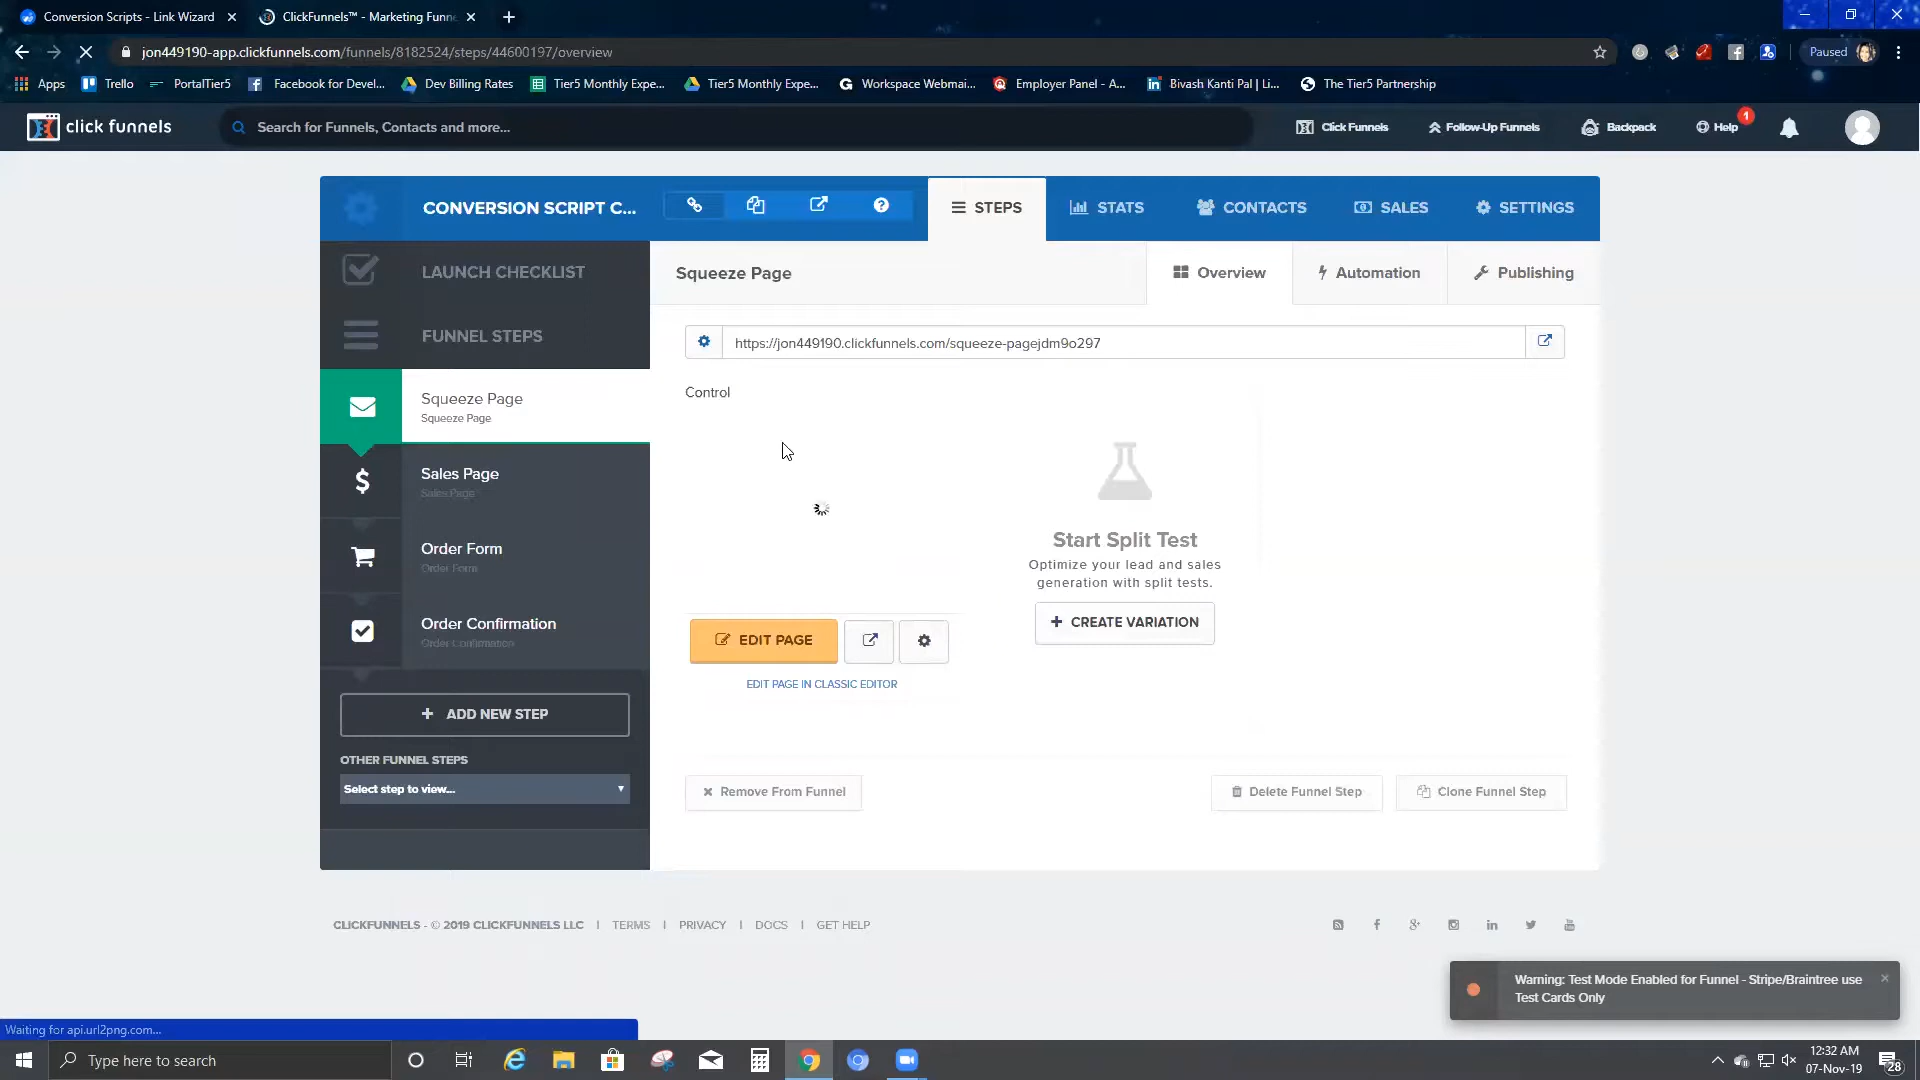 Conversion Scripts - Link Wizard
ClickFunnels™ - Marketing Funne
jon449190-app.clickfunnels.com/funnels/8182524/steps/44600197/overview
Paused
Apps
Trello
PortalTier5
Facebook for Devel...
Dev Billing Rates
Tier5 Monthly Expe...
Tier5 Monthly Expe...
Workspace Webmai...
Employer Panel - A...
Bivash Kanti Pal | Li...
The Tier5 Partnership
click funnels
Search for Funnels, Contacts and more...
Click Funnels
Follow-Up Funnels
Backpack
Help
1
CONVERSION SCRIPT C...
STEPS
STATS
CONTACTS
SALES
SETTINGS
LAUNCH CHECKLIST
FUNNEL STEPS
Squeeze Page
Squeeze Page
Sales Page
Sales Page
Order Form
Order Form
Order Confirmation
Order Confirmation
ADD NEW STEP
OTHER FUNNEL STEPS
Select step to view...
Squeeze Page
Overview
Automation
Publishing
https://jon449190.clickfunnels.com/squeeze-pagejdm9o297
Control
EDIT PAGE
EDIT PAGE IN CLASSIC EDITOR
Start Split Test
Optimize your lead and sales
generation with split tests.
CREATE VARIATION
Remove From Funnel
Delete Funnel Step
Clone Funnel Step
CLICKFUNNELS - © 2019 CLICKFUNNELS LLC | TERMS | PRIVACY | DOCS | GET HELP
Warning: Test Mode Enabled for Funnel - Stripe/Braintree use
Test Cards Only
Waiting for api.url2png.com...
Type here to search
12:32 AM
07-Nov-19
28